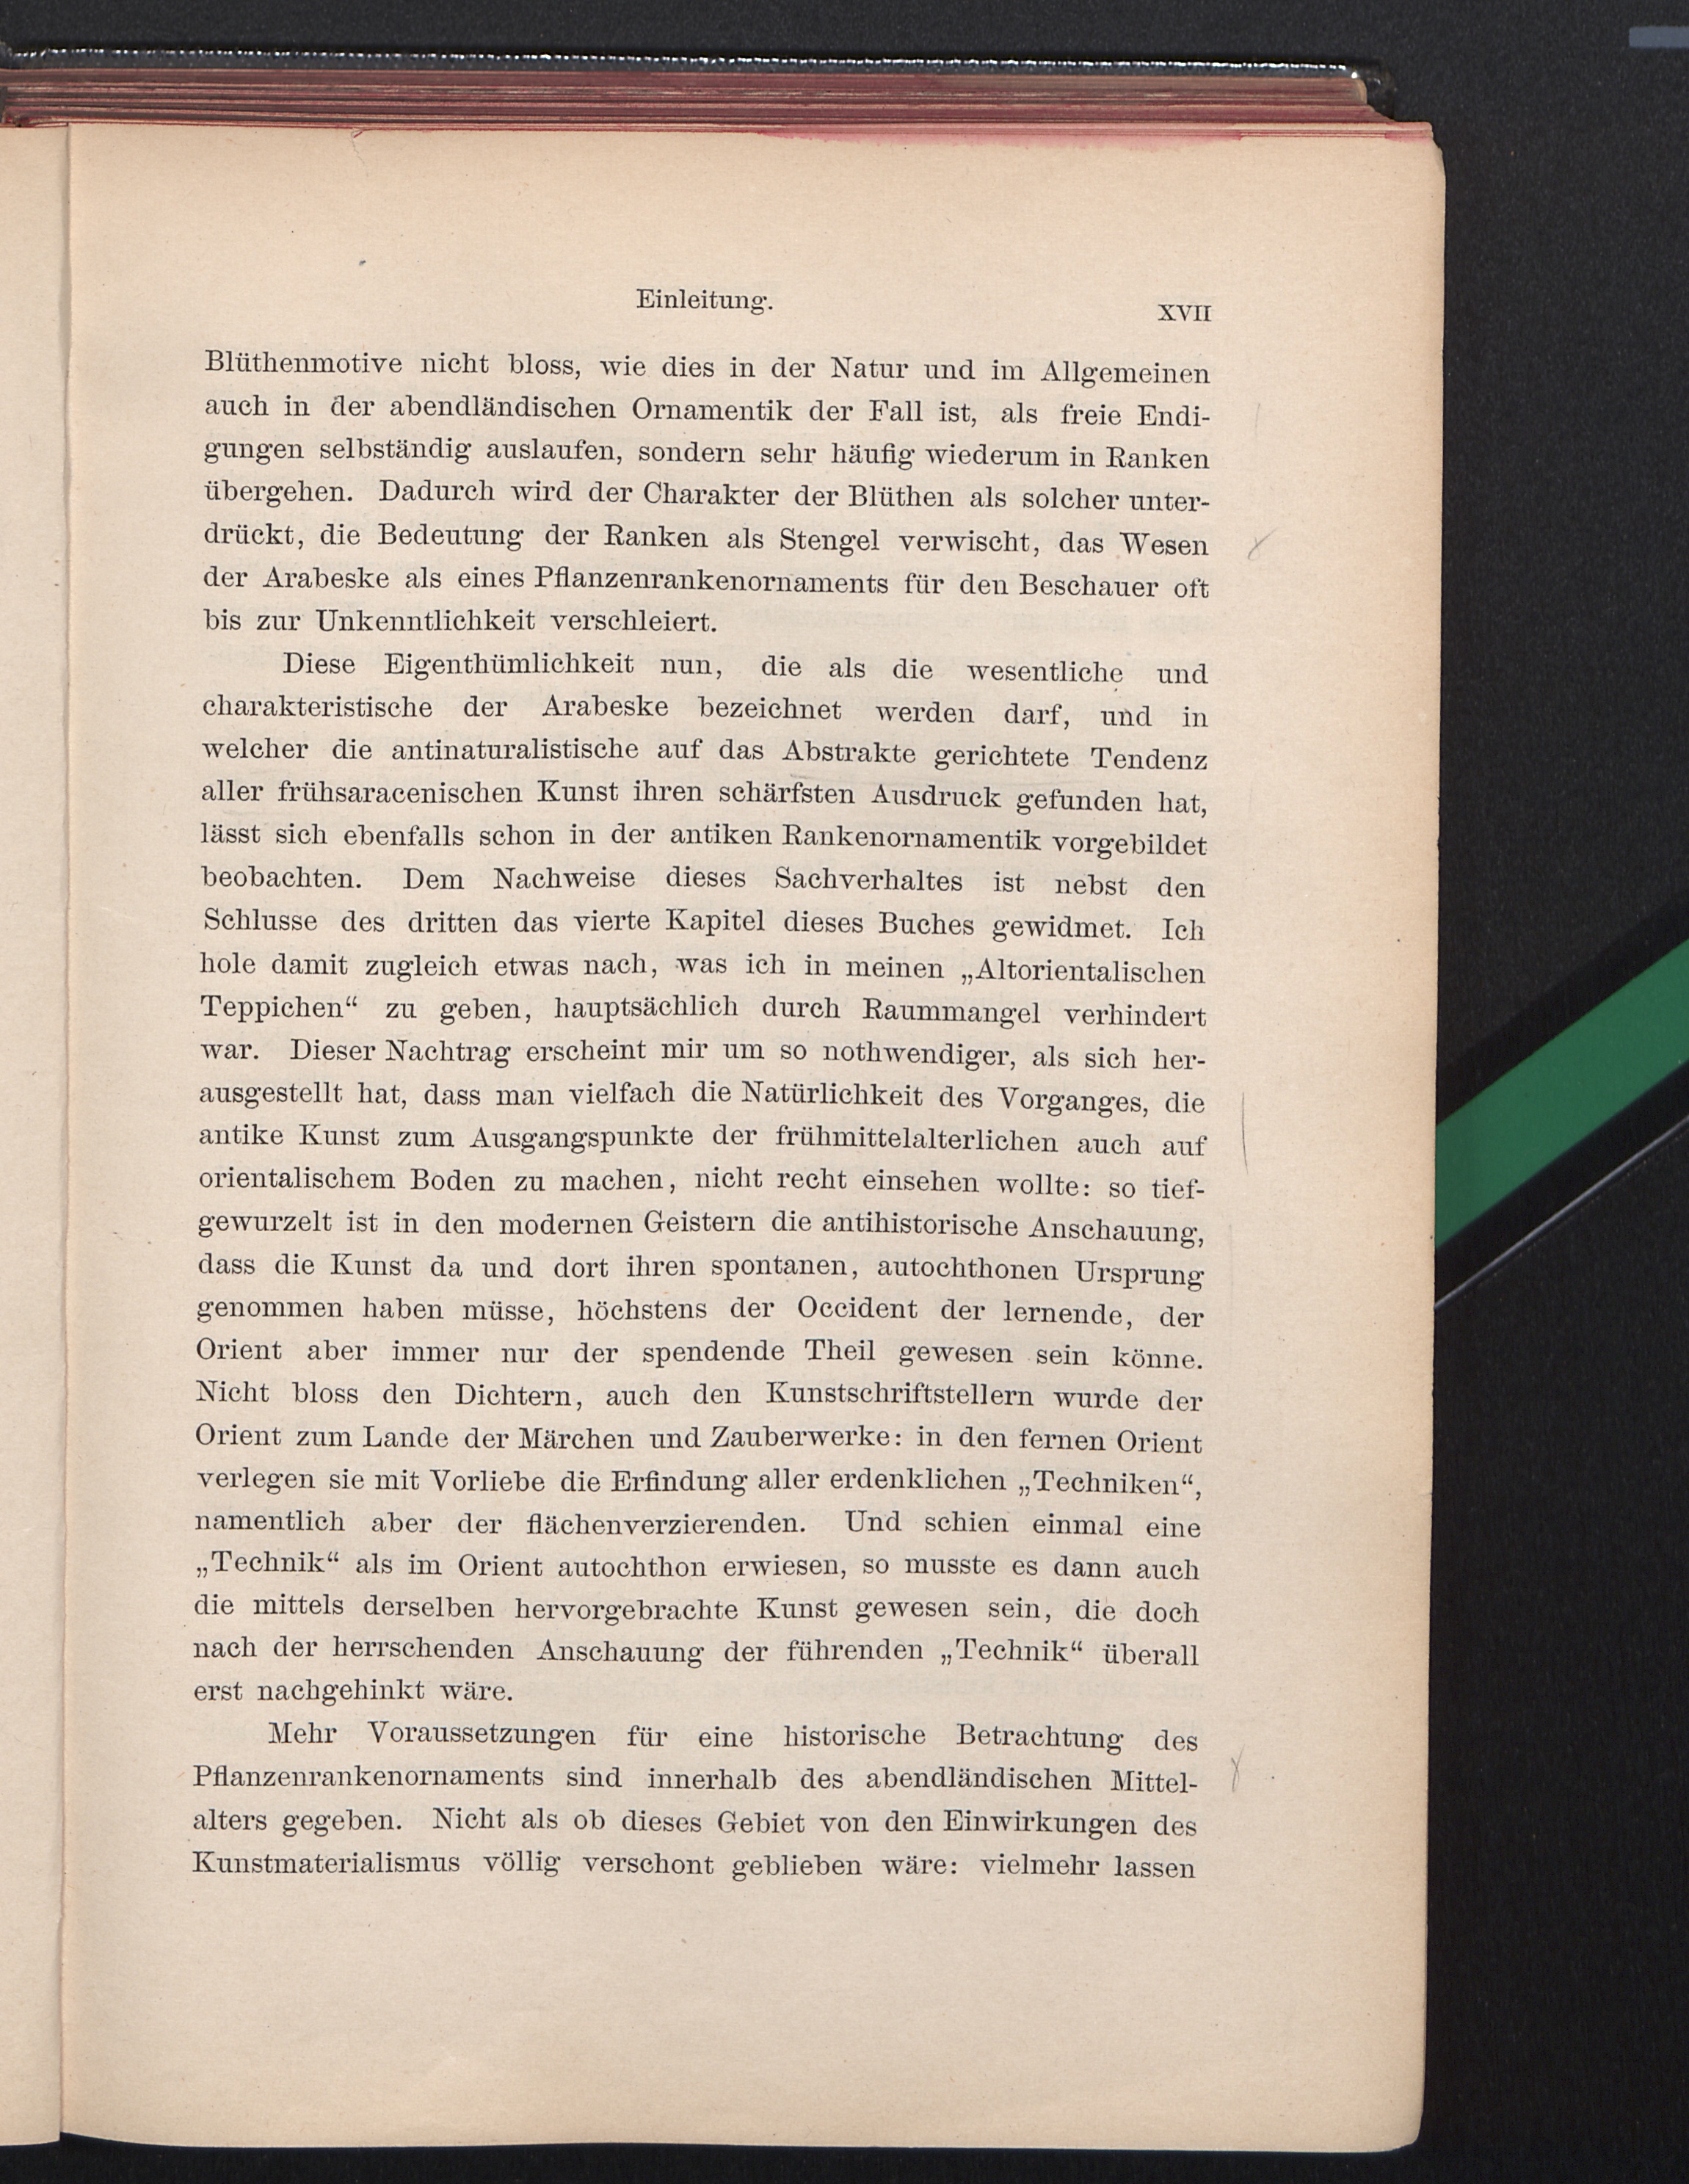 Einleitung.
XVII
Blüthenmotive nicht bloss, wie dies in der Natur und im Allgemeinen
auch in der abendländischen Ornamentik der Fall ist, als freie Endi-
gungen selbständig auslaufen, sondern sehr häufig wiederum in Ranken
übergehen. Dadurch wird der Charakter der Blüthen als solcher unter-
drückt, die Bedeutung der Ranken als Stengel verwischt, das Wesen
der Arabeske als eines Pflanzenrankenornaments für den Beschauer oft
bis zur Unkenntlichkeit verschleiert.
Diese Eigenthümlichkeit nun, die als die wesentliche und
charakteristische der Arabeske bezeichnet werden darf, und in
welcher die antinaturalistische auf das Abstrakte gerichtete Tendenz
aller frühsaracenischen Kunst ihren schärfsten Ausdruck gefunden hat,
lässt sich ebenfalls schon in der antiken Rankenornamentik vorgebildet
beobachten. Dem Nachweise dieses Sachverhaltes ist nebst den
Schlusse des dritten das vierte Kapitel dieses Buches gewidmet. Ich
hole damit zugleich etwas nach, was ich in meinen „Altorientalischen
Teppichen“ zu geben, hauptsächlich durch Raummangel verhindert
war. Dieser Nachtrag erscheint mir um so nothwendiger, als sich her-
ausgestellt hat, dass man vielfach die Natürlichkeit des Vorganges, die
antike Kunst zum Ausgangspunkte der frühmittelalterlichen auch auf
orientalischem Boden zu machen, nicht recht einsehen wollte: so tief-
gewurzelt ist in den modernen Geistern die antihistorische Anschauung,
dass die Kunst da und dort ihren spontanen, autochthonen Ursprung
genommen haben müsse, höchstens der Occident der lernende, der
Orient aber immer nur der spendende Theil gewesen sein könne.
Nicht bloss den Dichtern, auch den Kunstschriftstellern wurde der
Orient zum Lande der Märchen und Zauberwerke: in den fernen Orient
verlegen sie mit Vorliebe die Erfindung aller erdenklichen „Techniken“,
namentlich aber der flächenverzierenden. Und schien einmal eine
„Technik“ als im Orient autochthon erwiesen, so musste es dann auch
die mittels derselben hervorgebrachte Kunst gewesen sein, die doch
nach der herrschenden Anschauung der führenden „Technik“ überall
erst nachgehinkt wäre.
Mehr Voraussetzungen für eine historische Betrachtung des
Pflanzenrankenornaments sind innerhalb des abendländischen Mittel-
alters gegeben. Nicht als ob dieses Gebiet von den Einwirkungen des
Kunstmaterialismus völlig verschont geblieben wäre: vielmehr lassen